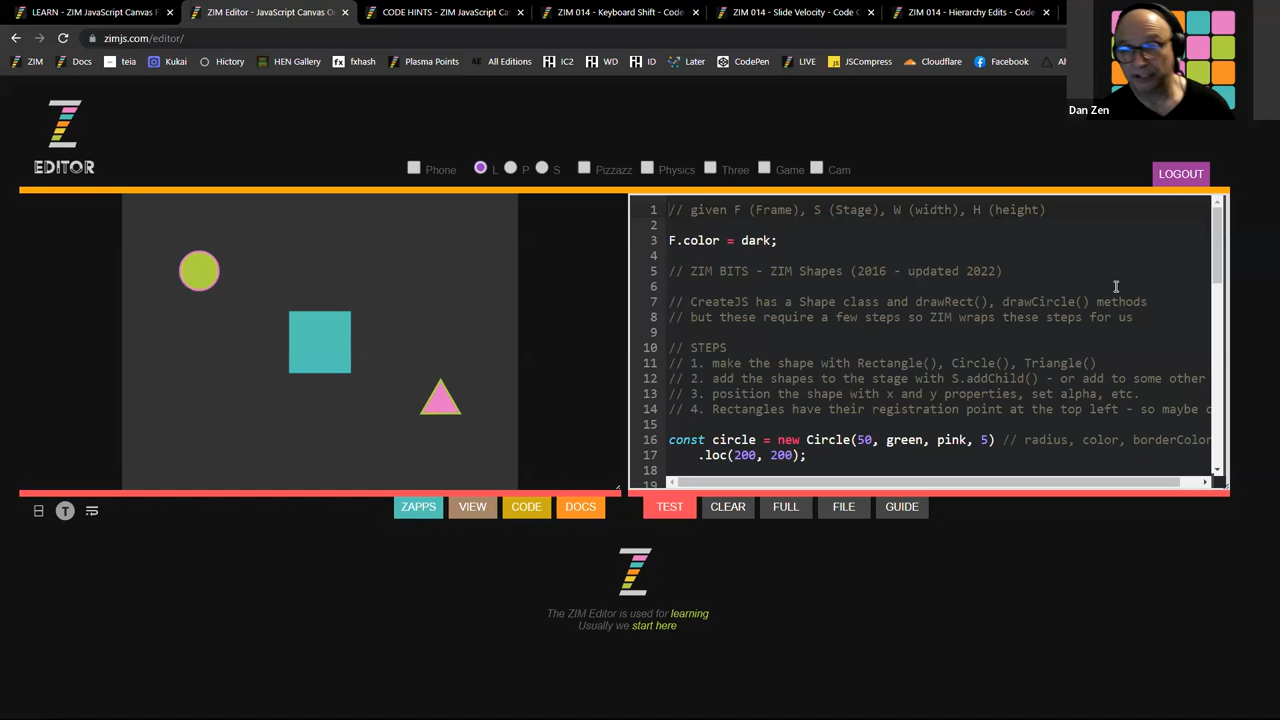 LEARN - ZIM JavaScript Canvas F
ZIM Editor - JavaScript Canvas O
CODE HINTS - ZIM JavaScript Ca
ZIM 014 - Keyboard Shift - Code
ZIM 014 - Slide Velocity - Code C
ZIM 014 - Hierarchy Edits - Code
zimjs.com/editor/
ZIM
Docs
teia
Kukai
Hictory
HEN Gallery
fx fxhash
Plasma Points
AE All Editions
IC2
WD
ID
Later
CodePen
LIVE
JSCompress
Cloudflare
Facebook
Dan Zen
EDITOR
Phone
L
P
S
Pizzazz
Physics
Three
Game
Cam
LOGOUT
1 // given F (Frame), S (Stage), W (width), H (height)
2
3 F.color = dark;
4
5 // ZIM BITS - ZIM Shapes (2016 - updated 2022)
6
7 // CreateJS has a Shape class and drawRect(), drawCircle() methods
8 // but these require a few steps so ZIM wraps these steps for us
9
10 // STEPS
11 // 1. make the shape with Rectangle(), Circle(), Triangle()
12 // 2. add the shapes to the stage with S.addChild() - or add to some other
13 // 3. position the shape with x and y properties, set alpha, etc.
14 // 4. Rectangles have their registration point at the top left - so maybe
15
16 const circle = new Circle(50, green, pink, 5) // radius, color, borderColor
17 .loc(200, 200);
18
19
T
ZAPPS
VIEW
CODE
DOCS
TEST
CLEAR
FULL
FILE
GUIDE
The ZIM Editor is used for learning
Usually we start here